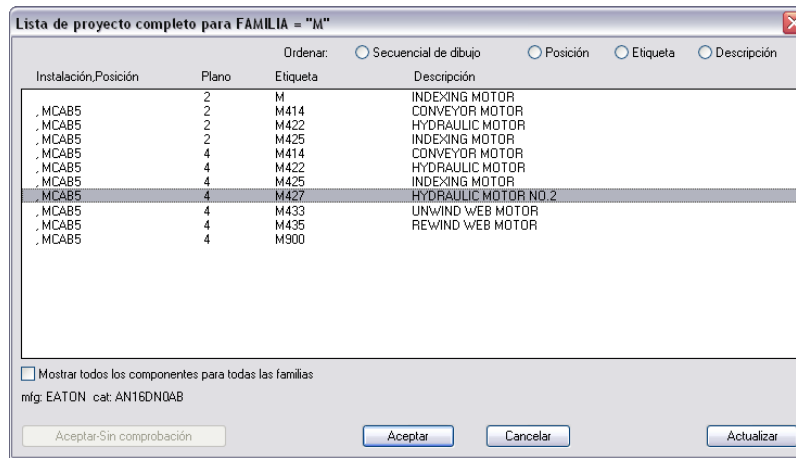 Lista de proyecto completo para FAMILIA = "M"
Ordenar: Secuencial de dibujo Posición Etiqueta Descripción
Instalación,Posición Plano Etiqueta Descripción
2 M INDEXING MOTOR
, MCAB5 2 M414 CONVEYOR MOTOR
, MCAB5 2 M422 HYDRAULIC MOTOR
, MCAB5 2 M425 INDEXING MOTOR
, MCAB5 4 M414 CONVEYOR MOTOR
, MCAB5 4 M422 HYDRAULIC MOTOR
, MCAB5 4 M425 INDEXING MOTOR
, MCAB5 4 M427 HYDRAULIC MOTOR NO.2
, MCAB5 4 M433 UNWIND WEB MOTOR
, MCAB5 4 M435 REWIND WEB MOTOR
, MCAB5 4 M900
Mostrar todos los componentes para todas las familias
mfg: EATON cat: AN16DN0AB
Aceptar-Sin comprobación Aceptar Cancelar Actualizar